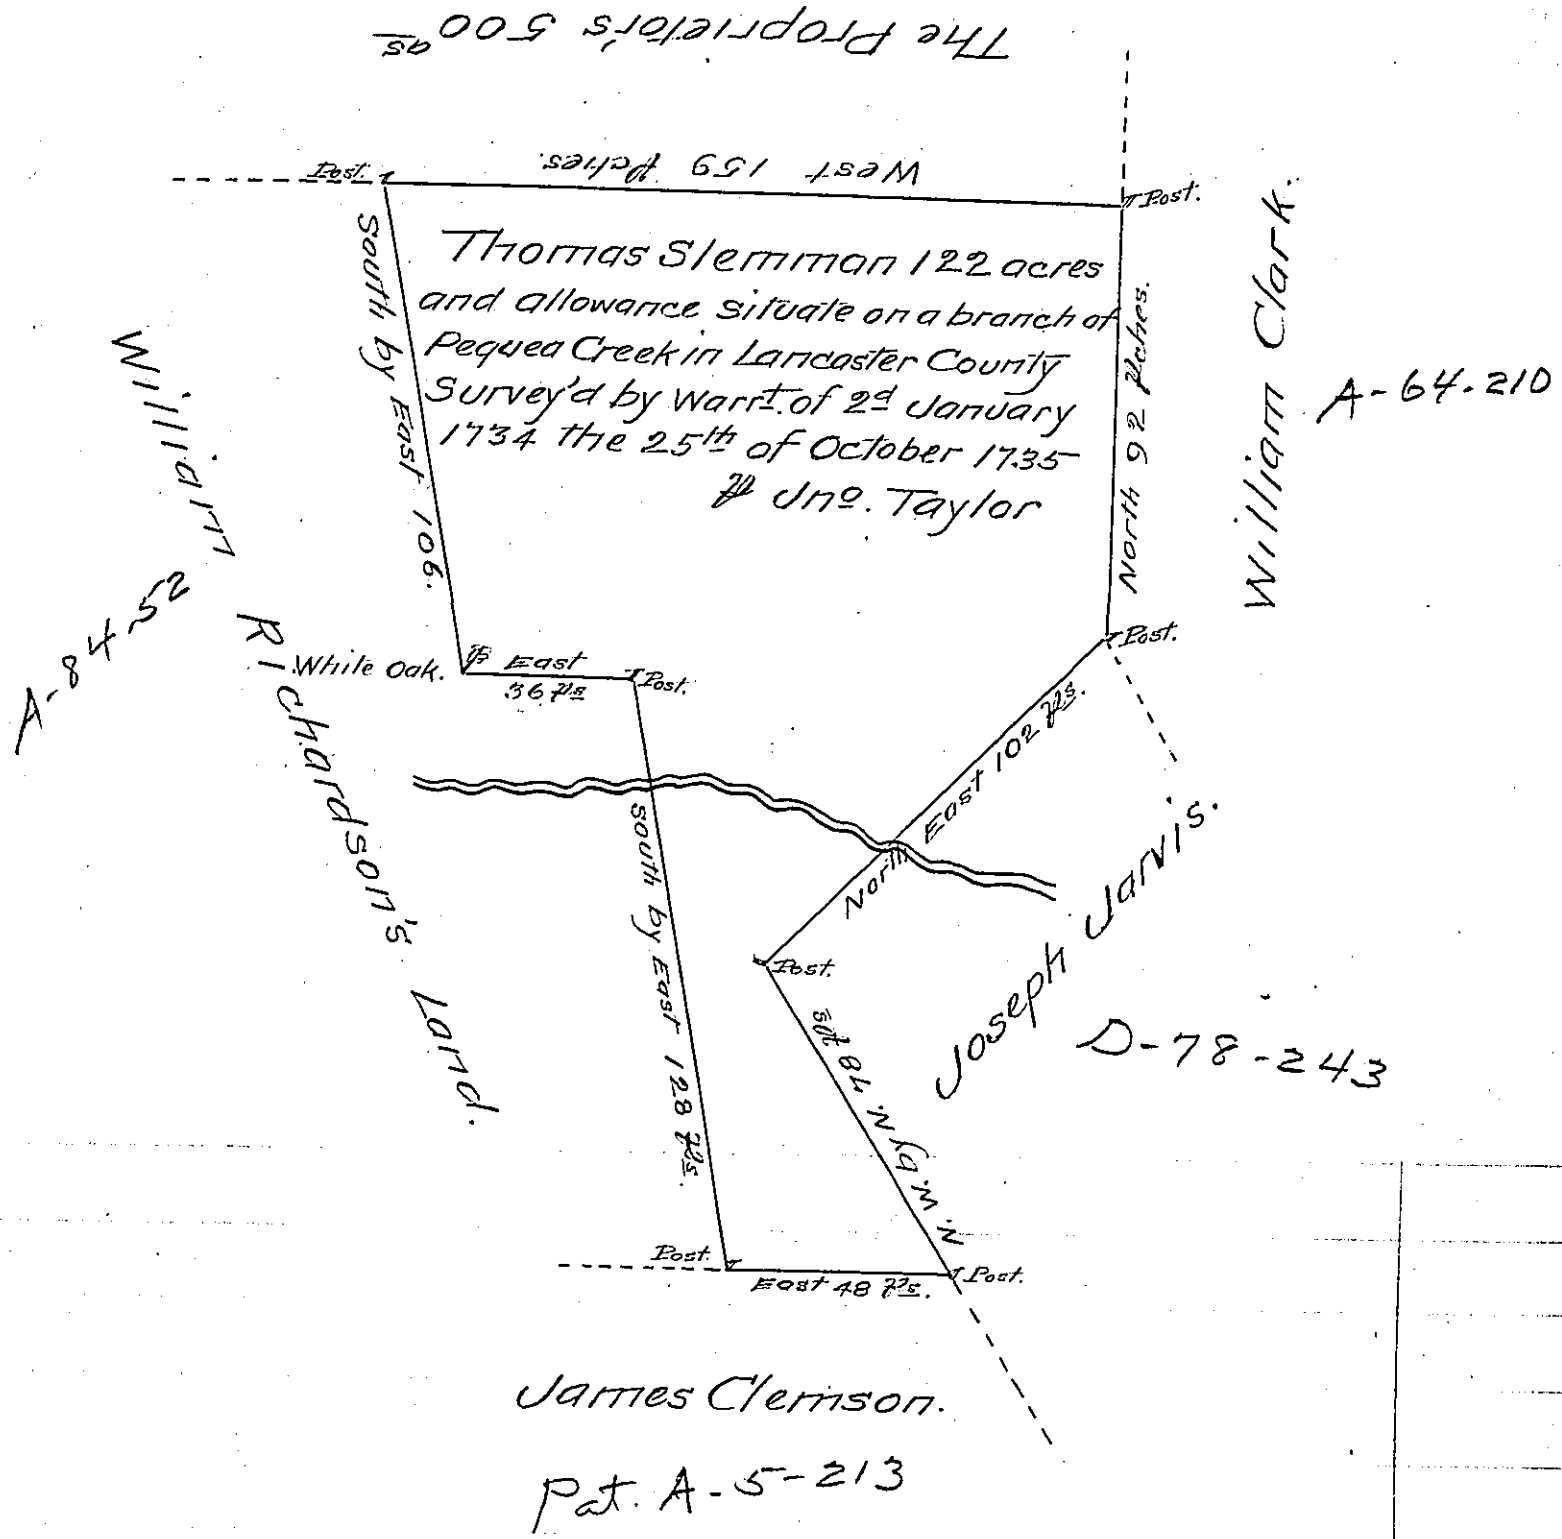 The Proprietor's 500 as
West 159 Pches.
Post.
Post.
South by East 106.
Thomas Slemman 122 acres
and allowance situate on a branch of
Pequea Creek in Lancaster County
Survey'd by Warrt. of 2d January
1734 the 25th of October 1735
₱ Jno. Taylor
North 92 Pches.
William Clark.
A-64-210
William Richardson's Land.
A-84-52
White Oak.
East
36 Ps
Post.
Post.
North East 102 Ps.
South by East 128 Ps.
Post.
Joseph Jarvis.
D-78-243
N. W. by N. 78 Ps
Post.
East 48 Ps.
Post.
James Clemson.
Pat. A-5-213